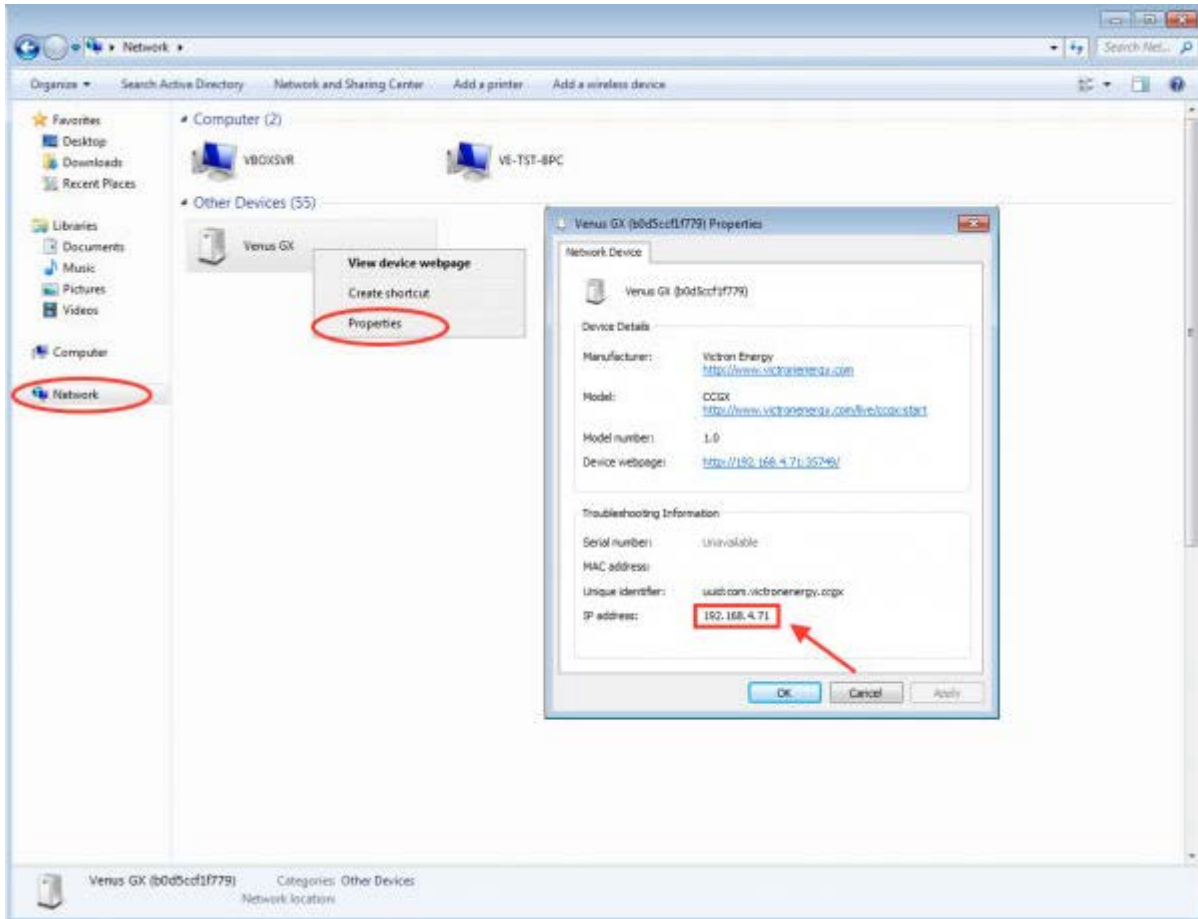 Network
Search Net...
Organize
Search Active Directory
Network and Sharing Center
Add a printer
Add a wireless device
Favorites
Desktop
Downloads
Recent Places
Libraries
Documents
Music
Pictures
Videos
Computer
Network
Computer (2)
VBOXSVR
VE-TST-8PC
Other Devices (55)
Venus GX
View device webpage
Create shortcut
Properties
Venus GX (b0d5ccf1f779) Properties
Network Device
Venus GX (b0d5ccf1f779)
Device Details
Manufacturer: Victron Energy
http://www.victronenergy.com
Model: CCGX
http://www.victronenergy.com/live/ccgx:start
Model number: 1.0
Device webpage: http://192.168.4.71:35746/
Troubleshooting Information
Serial number: Unavailable
MAC address:
Unique identifier: uuid:com.victronenergy.ccgx
IP address: 192.168.4.71
OK
Cancel
Apply
Venus GX (b0d5ccf1f779) Categories: Other Devices
Network location: